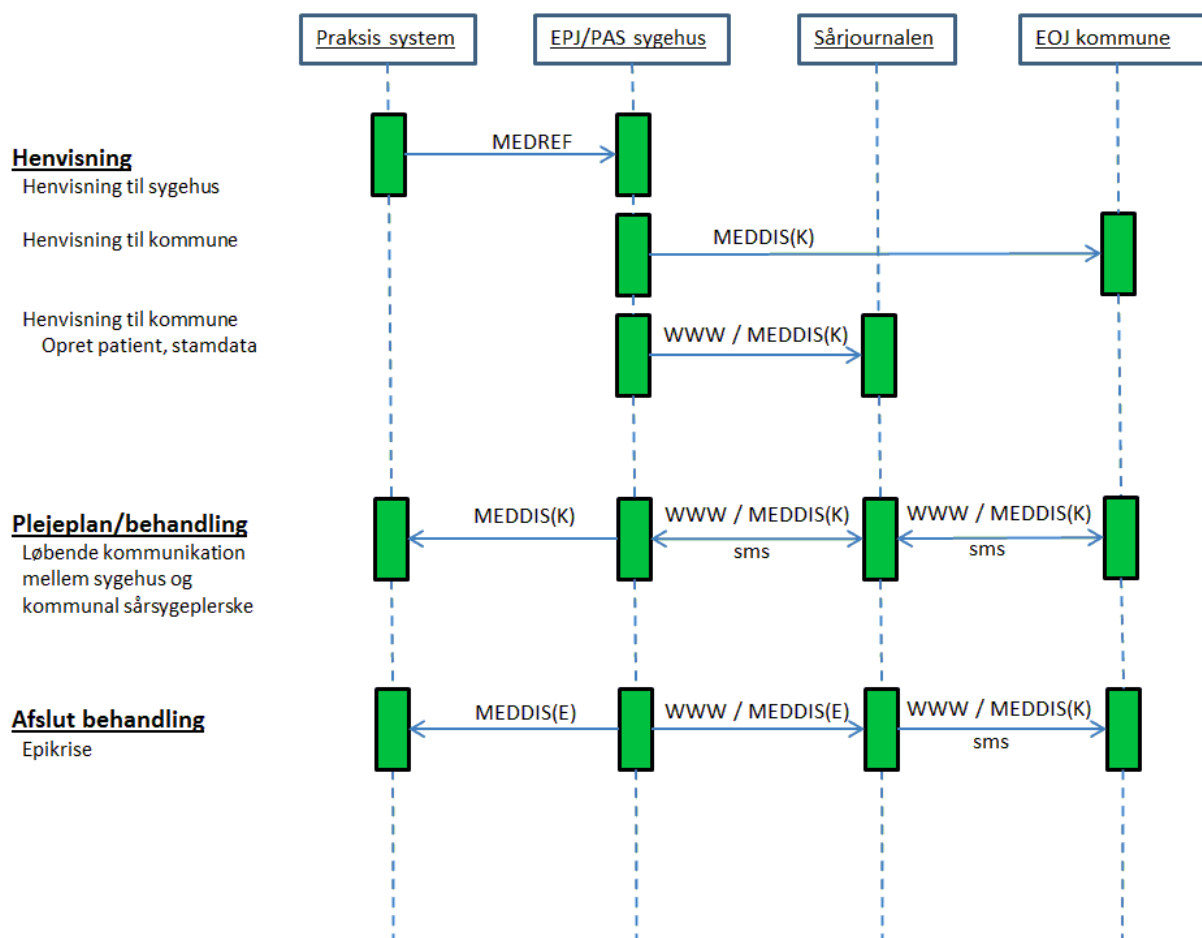 Praksis system
EPJ/PAS sygehus
Sårjournalen
EOJ kommune
Henvisning
Henvisning til sygehus
MEDREF
Henvisning til kommune
MEDDIS(K)
Henvisning til kommune
Opret patient, stamdata
WWW / MEDDIS(K)
Plejeplan/behandling
Løbende kommunikation
mellem sygehus og
kommunal sårsygeplerske
MEDDIS(K)
WWW / MEDDIS(K)
sms
WWW / MEDDIS(K)
sms
Afslut behandling
Epikrise
MEDDIS(E)
WWW / MEDDIS(E)
WWW / MEDDIS(K)
sms